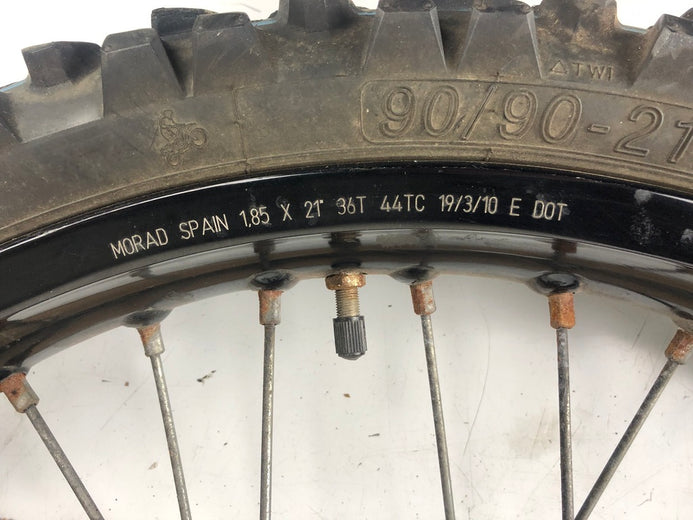 △TWI
90/90-21
MORAD SPAIN 1,85 X 21" 36T 44TC 19/3/10 E DOT